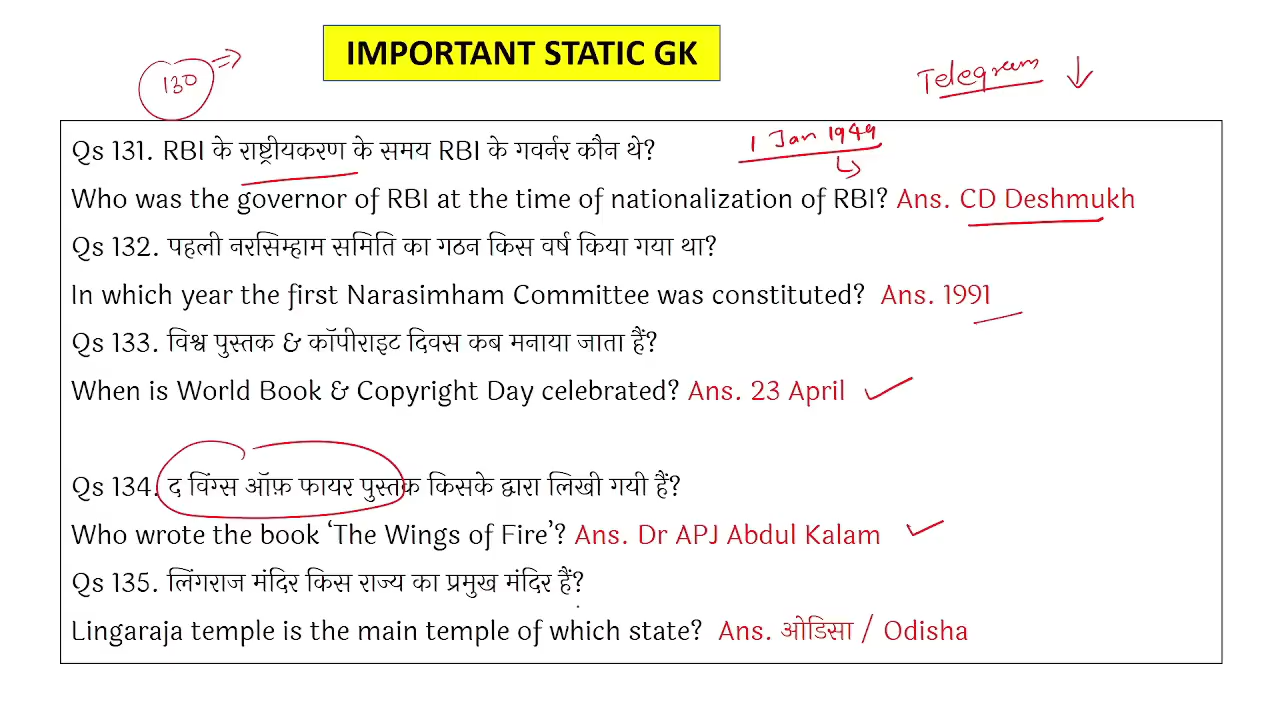 IMPORTANT STATIC GK
130 =>
Telegram ↓
1 Jan 1949
Qs 131. RBI के राष्ट्रीयकरण के समय RBI के गवर्नर कौन थे?
Who was the governor of RBI at the time of nationalization of RBI? Ans. CD Deshmukh
Qs 132. पहली नरसिम्हाम समिति का गठन किस वर्ष किया गया था?
In which year the first Narasimham Committee was constituted? Ans. 1991
Qs 133. विश्व पुस्तक & कॉपीराइट दिवस कब मनाया जाता हैं?
When is World Book & Copyright Day celebrated? Ans. 23 April
Qs 134. द विंग्स ऑफ़ फायर पुस्तक किसके द्वारा लिखी गयी हैं?
Who wrote the book ‘The Wings of Fire’? Ans. Dr APJ Abdul Kalam
Qs 135. लिंगराज मंदिर किस राज्य का प्रमुख मंदिर हैं?
Lingaraja temple is the main temple of which state? Ans. ओडिसा / Odisha